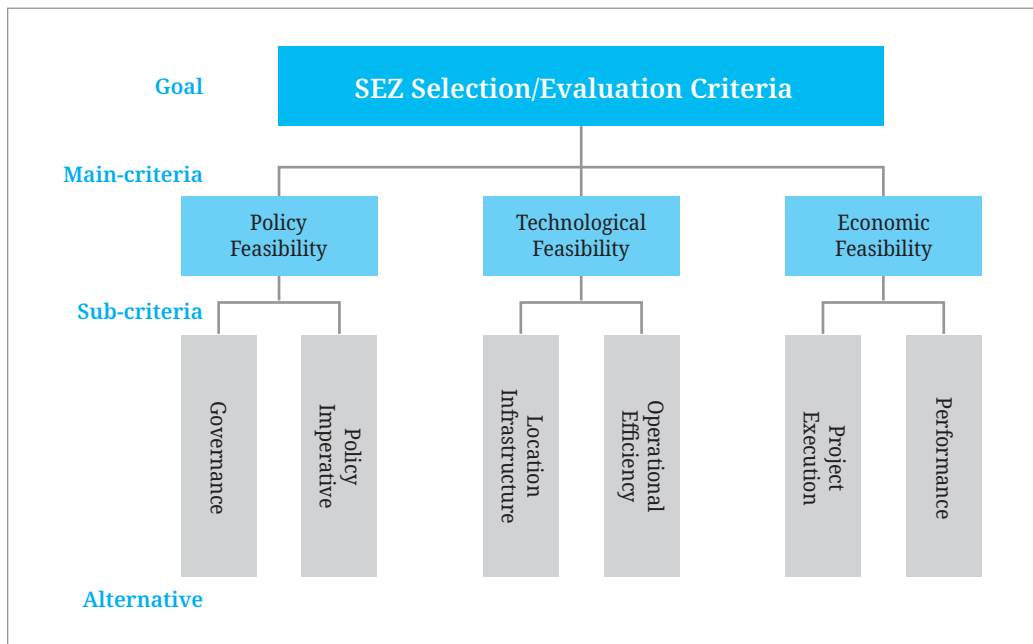 Goal
SEZ Selection/Evaluation Criteria
Main-criteria
Policy
Feasibility
Technological
Feasibility
Economic
Feasibility
Sub-criteria
Governance
Policy
Imperative
Location
Infrastructure
Operational
Efficiency
Project
Execution
Performance
Alternative